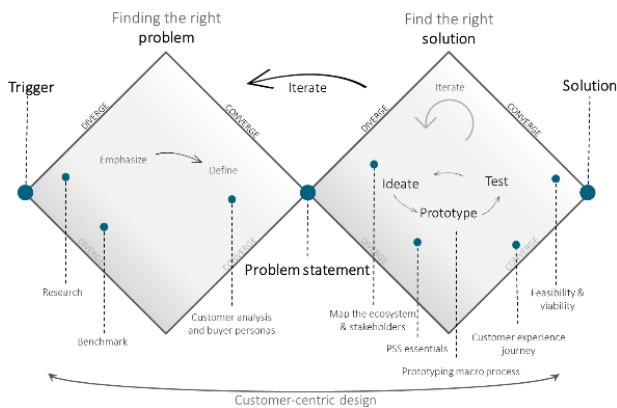 Finding the right
problem
Find the right
solution
Trigger
Iterate
Solution
DIVERGE
CONVERGE
DIVERGE
CONVERGE
Iterate
Emphasize
Define
Ideate
Test
Prototype
DIVERGE
CONVERGE
DIVERGE
CONVERGE
Problem statement
Research
Benchmark
Customer analysis
and buyer personas
Map the ecosystem
& stakeholders
PSS essentials
Prototyping macro process
Customer experience
journey
Feasibility &
viability
Customer-centric design